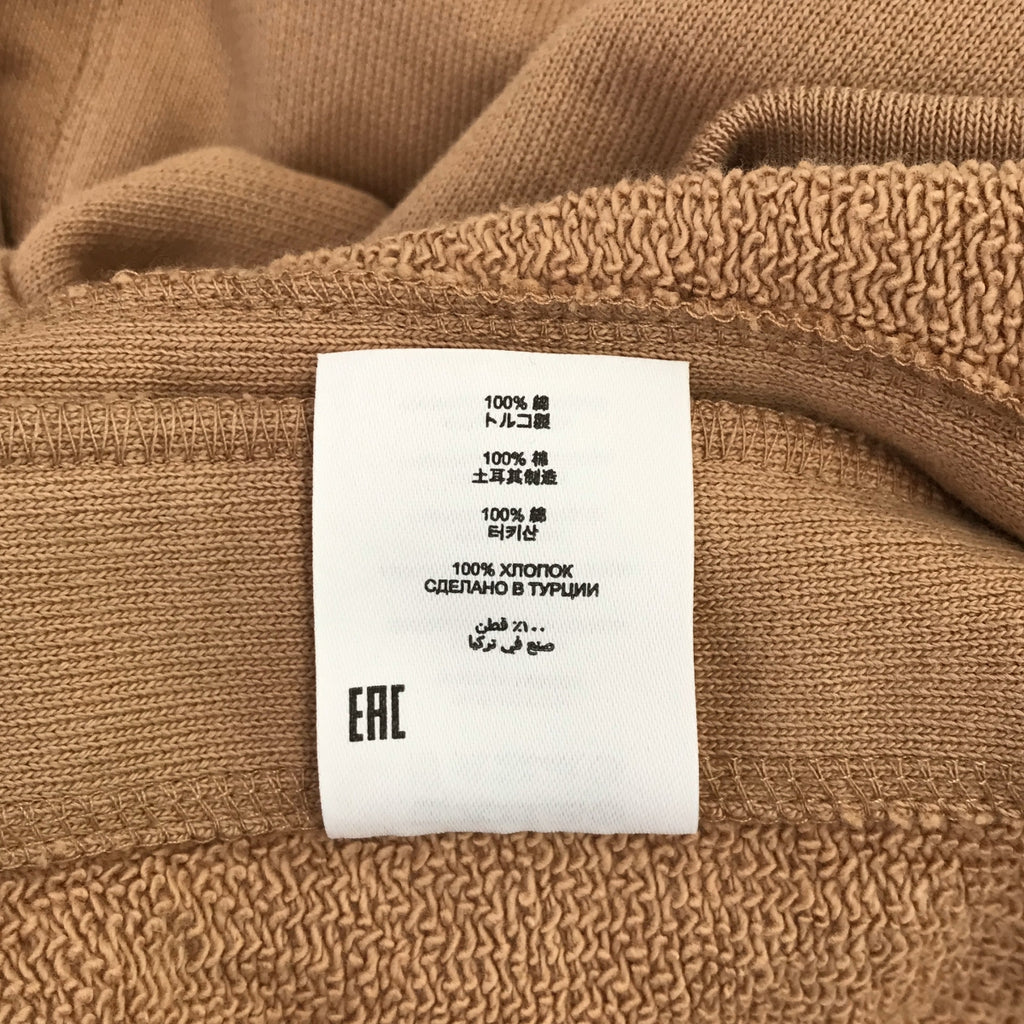 100% 綿
トルコ製
100% 棉
土耳其制造
100% 綿
터키산
100% ХЛОПОК
СДЕЛАНО В ТУРЦИИ
١٠٠٪ قطن
صنع في تركيا
EAC